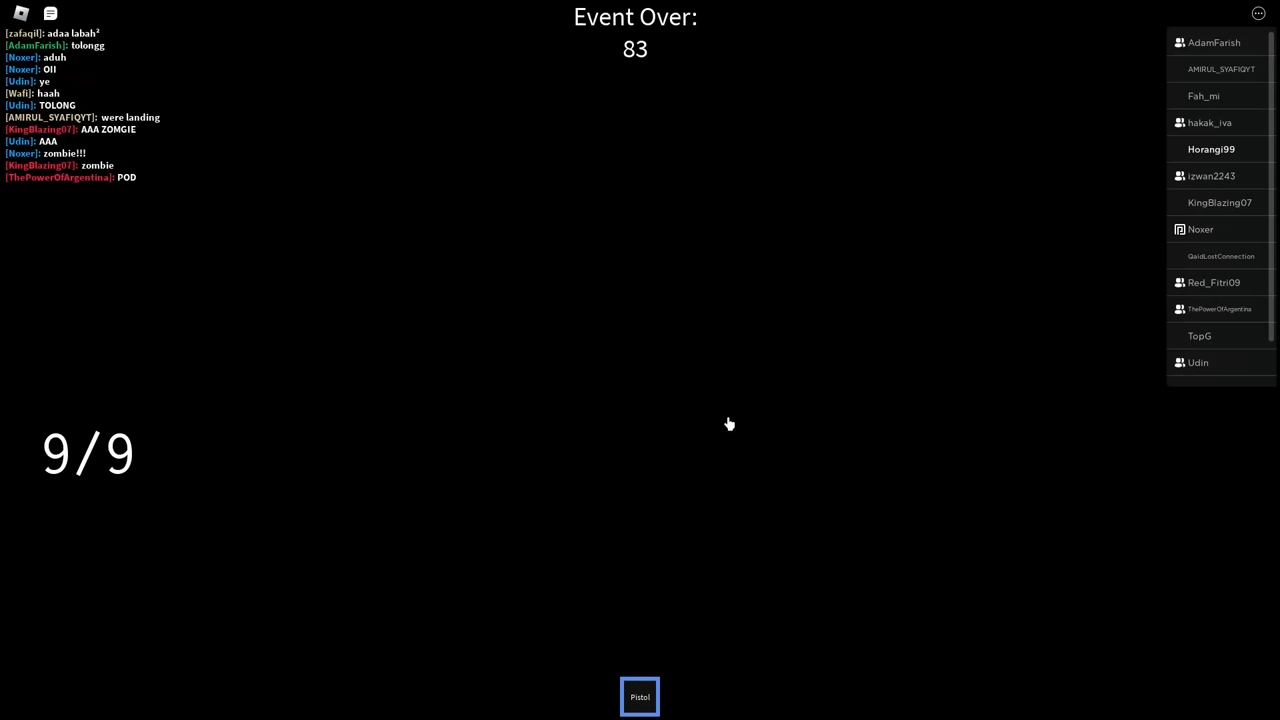 Event Over:
83
[zafaqil]: adaa labah²
[AdamFarish]: tolongg
[Noxer]: aduh
[Noxer]: OII
[Udin]: ye
[Wafi]: haah
[Udin]: TOLONG
[AMIRUL_SYAFIQYT]: were landing
[KingBlazing07]: AAA ZOMGIE
[Udin]: AAA
[Noxer]: zombie!!!
[KingBlazing07]: zombie
[ThePowerOfArgentina]: POD
AdamFarish
AMIRUL_SYAFIQYT
Fah_mi
hakak_iva
Horangi99
izwan2243
KingBlazing07
Noxer
QaidLostConnection
Red_Fitri09
ThePowerOfArgentina
TopG
Udin
9/9
Pistol